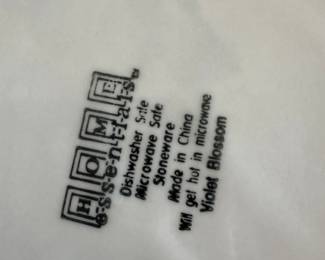 HOME
essentials
Dishwasher Safe
Microwave Safe
Stoneware
Made in China
Will get hot in microwave
Violet Blossom